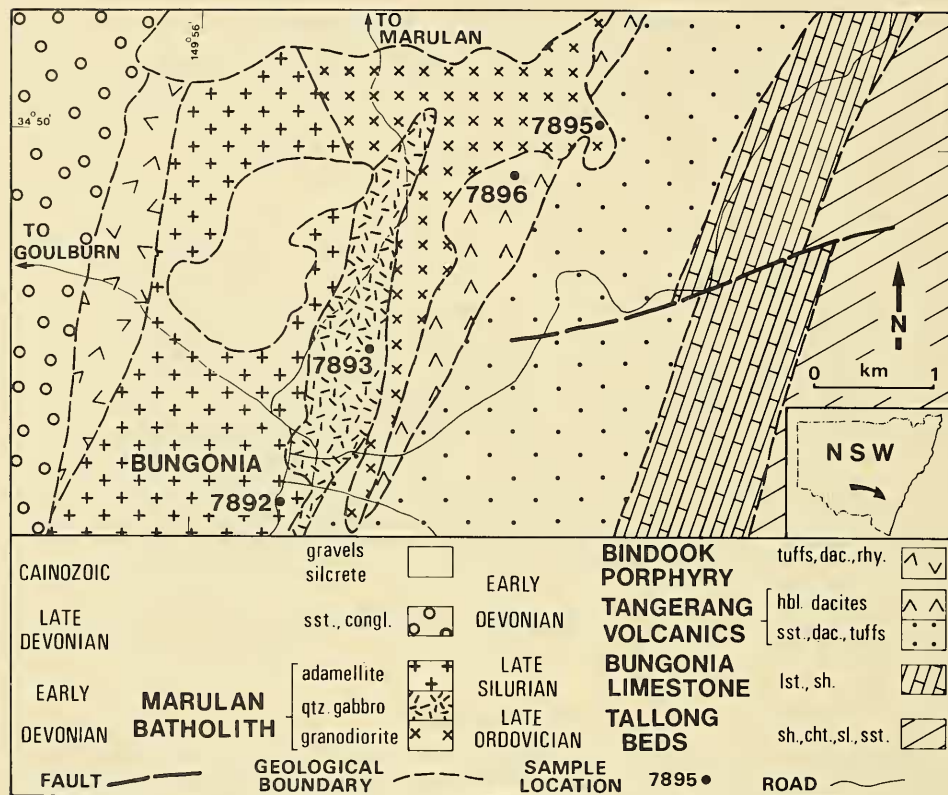 149° 56'
TO
MARULAN
34° 50'
7895
7896
TO
GOULBURN
7893
N
0 km 1
BUNGONIA
7892
NSW
CAINOZOIC
gravels
silcrete
LATE
DEVONIAN
sst., congl.
EARLY
DEVONIAN
MARULAN
BATHOLITH
adamellite
qtz. gabbro
granodiorite
EARLY
DEVONIAN
BINDOOK
PORPHYRY
tuffs, dac., rhy.
TANGERANG
VOLCANICS
hbl. dacites
sst., dac., tuffs
LATE
SILURIAN
BUNGONIA
LIMESTONE
lst., sh.
LATE
ORDOVICIAN
TALLONG
BEDS
sh., cht., sl., sst.
FAULT
GEOLOGICAL
BOUNDARY
SAMPLE
LOCATION 7895
ROAD